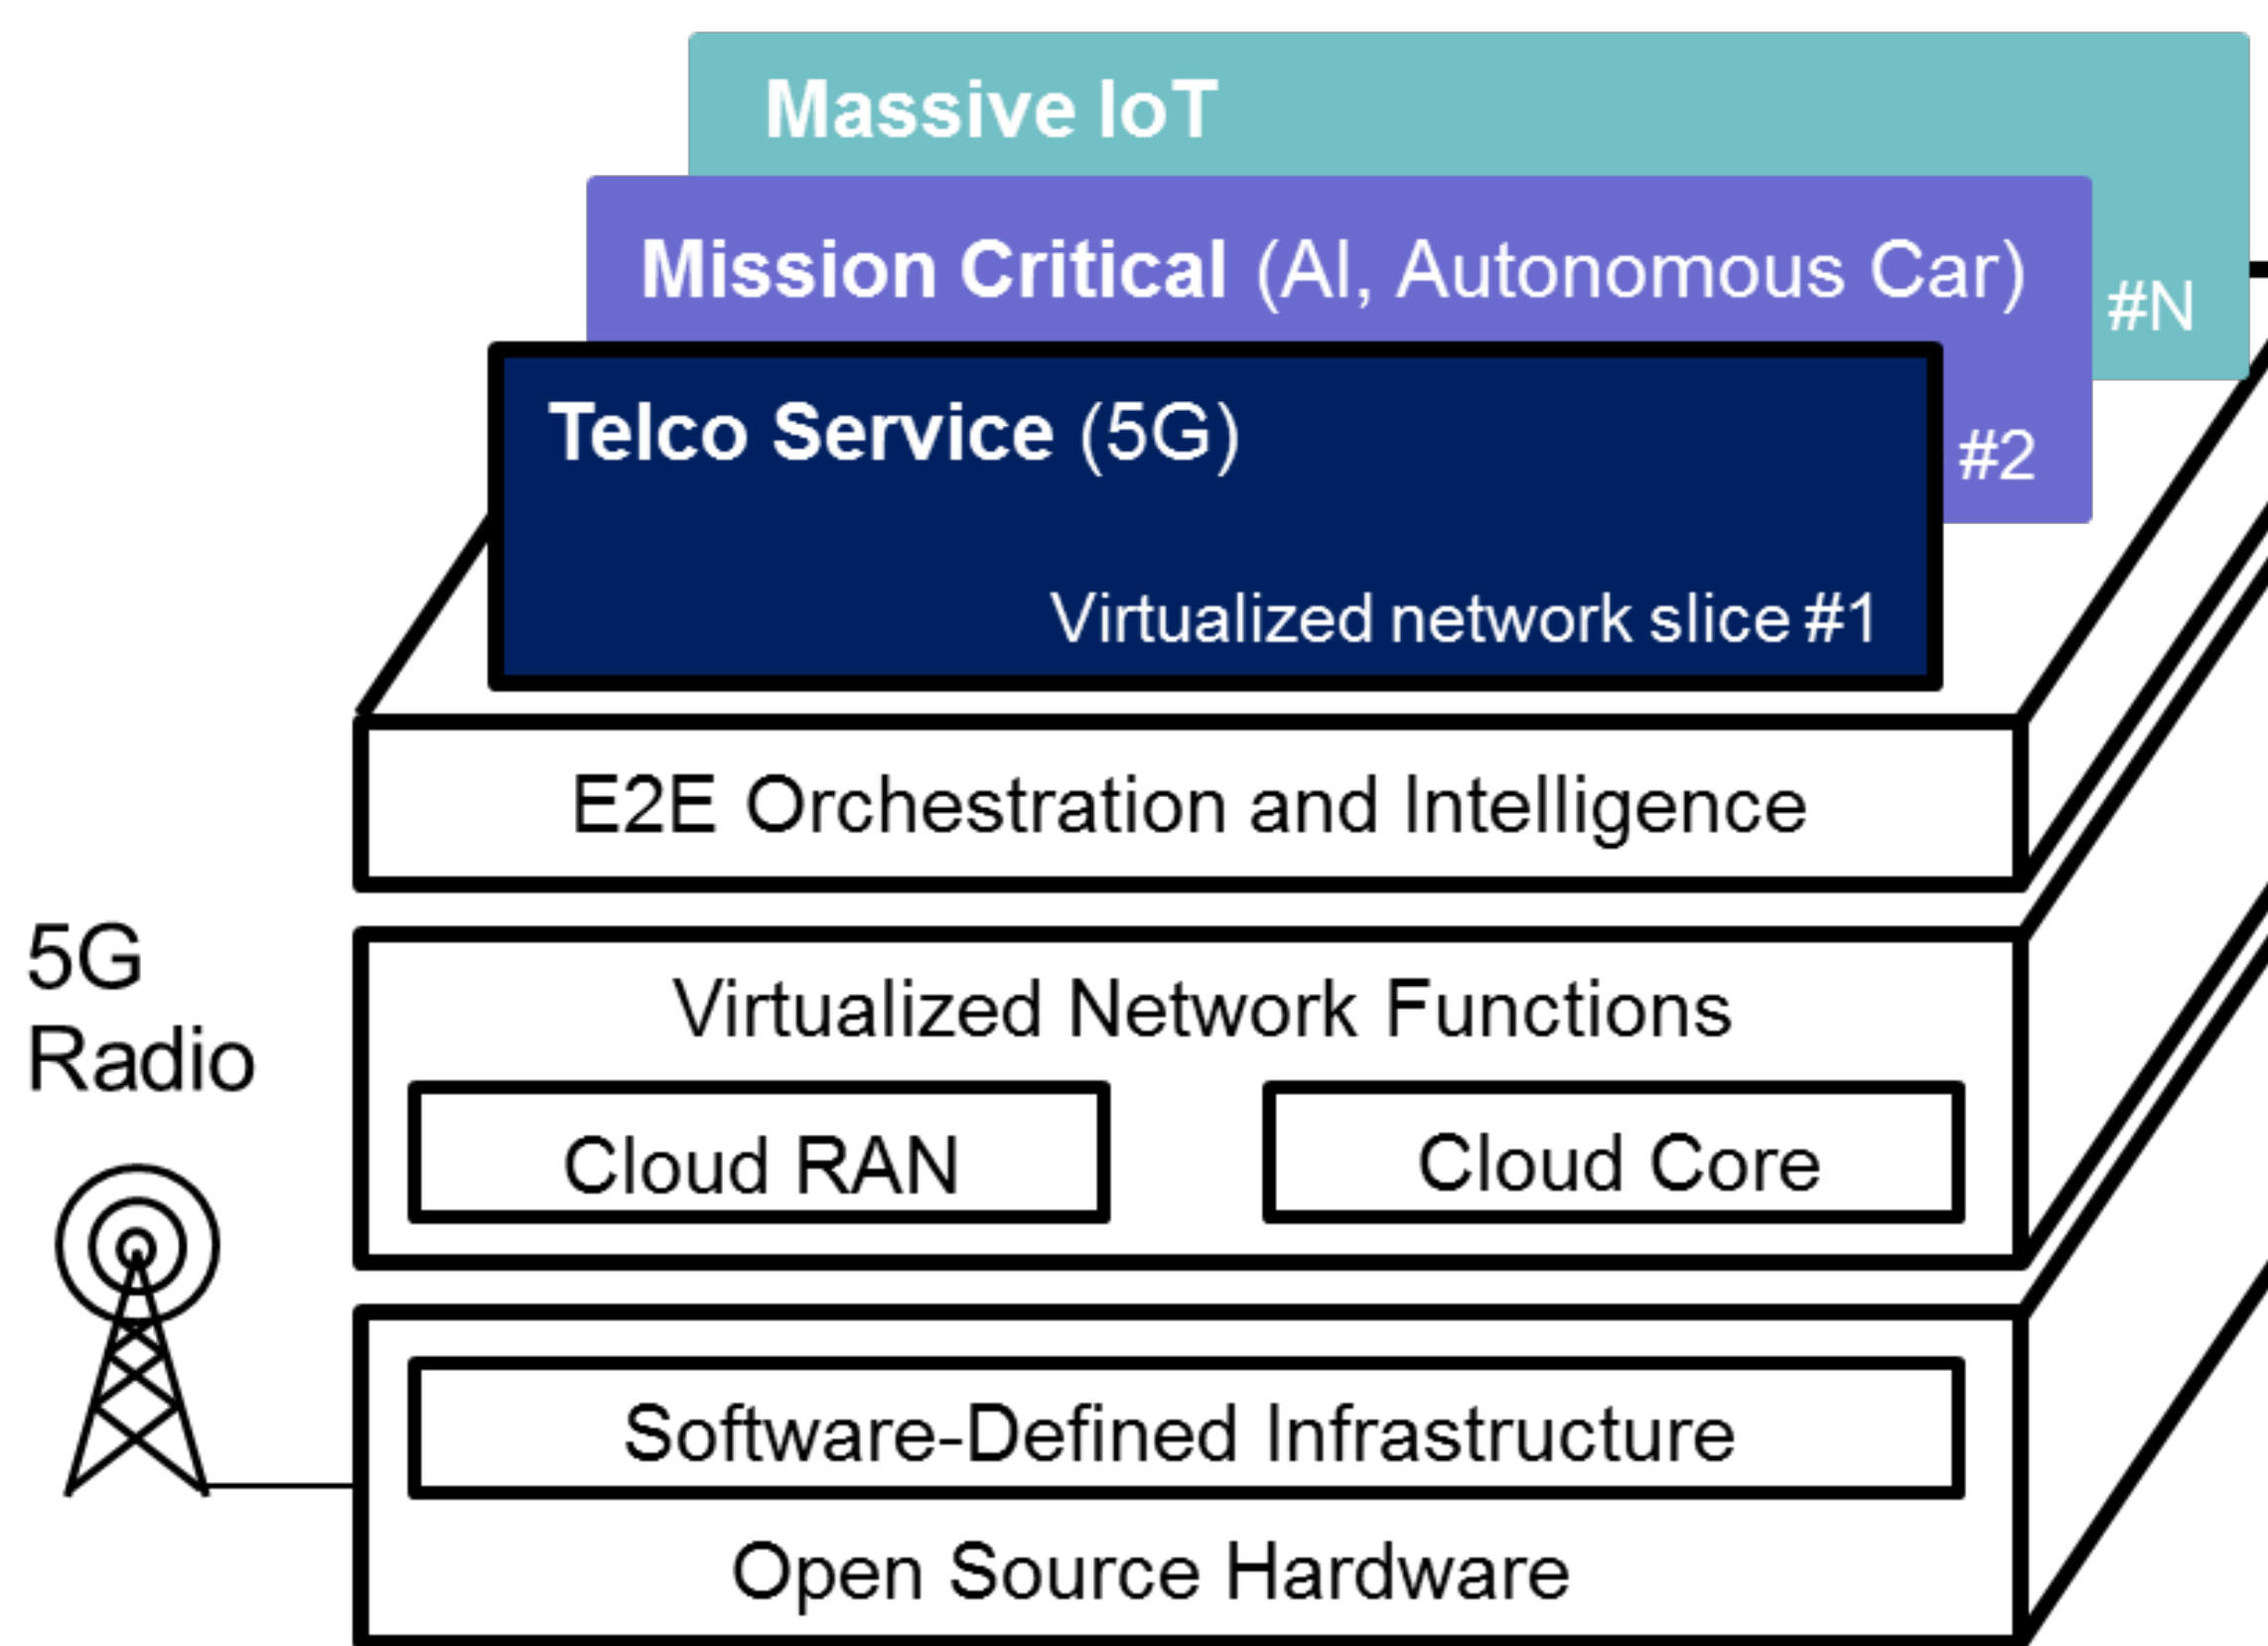 Massive IoT
#N
Mission Critical (AI, Autonomous Car)
#2
Telco Service (5G)
Virtualized network slice #1
E2E Orchestration and Intelligence
5G
Radio
Virtualized Network Functions
Cloud RAN
Cloud Core
Software-Defined Infrastructure
Open Source Hardware